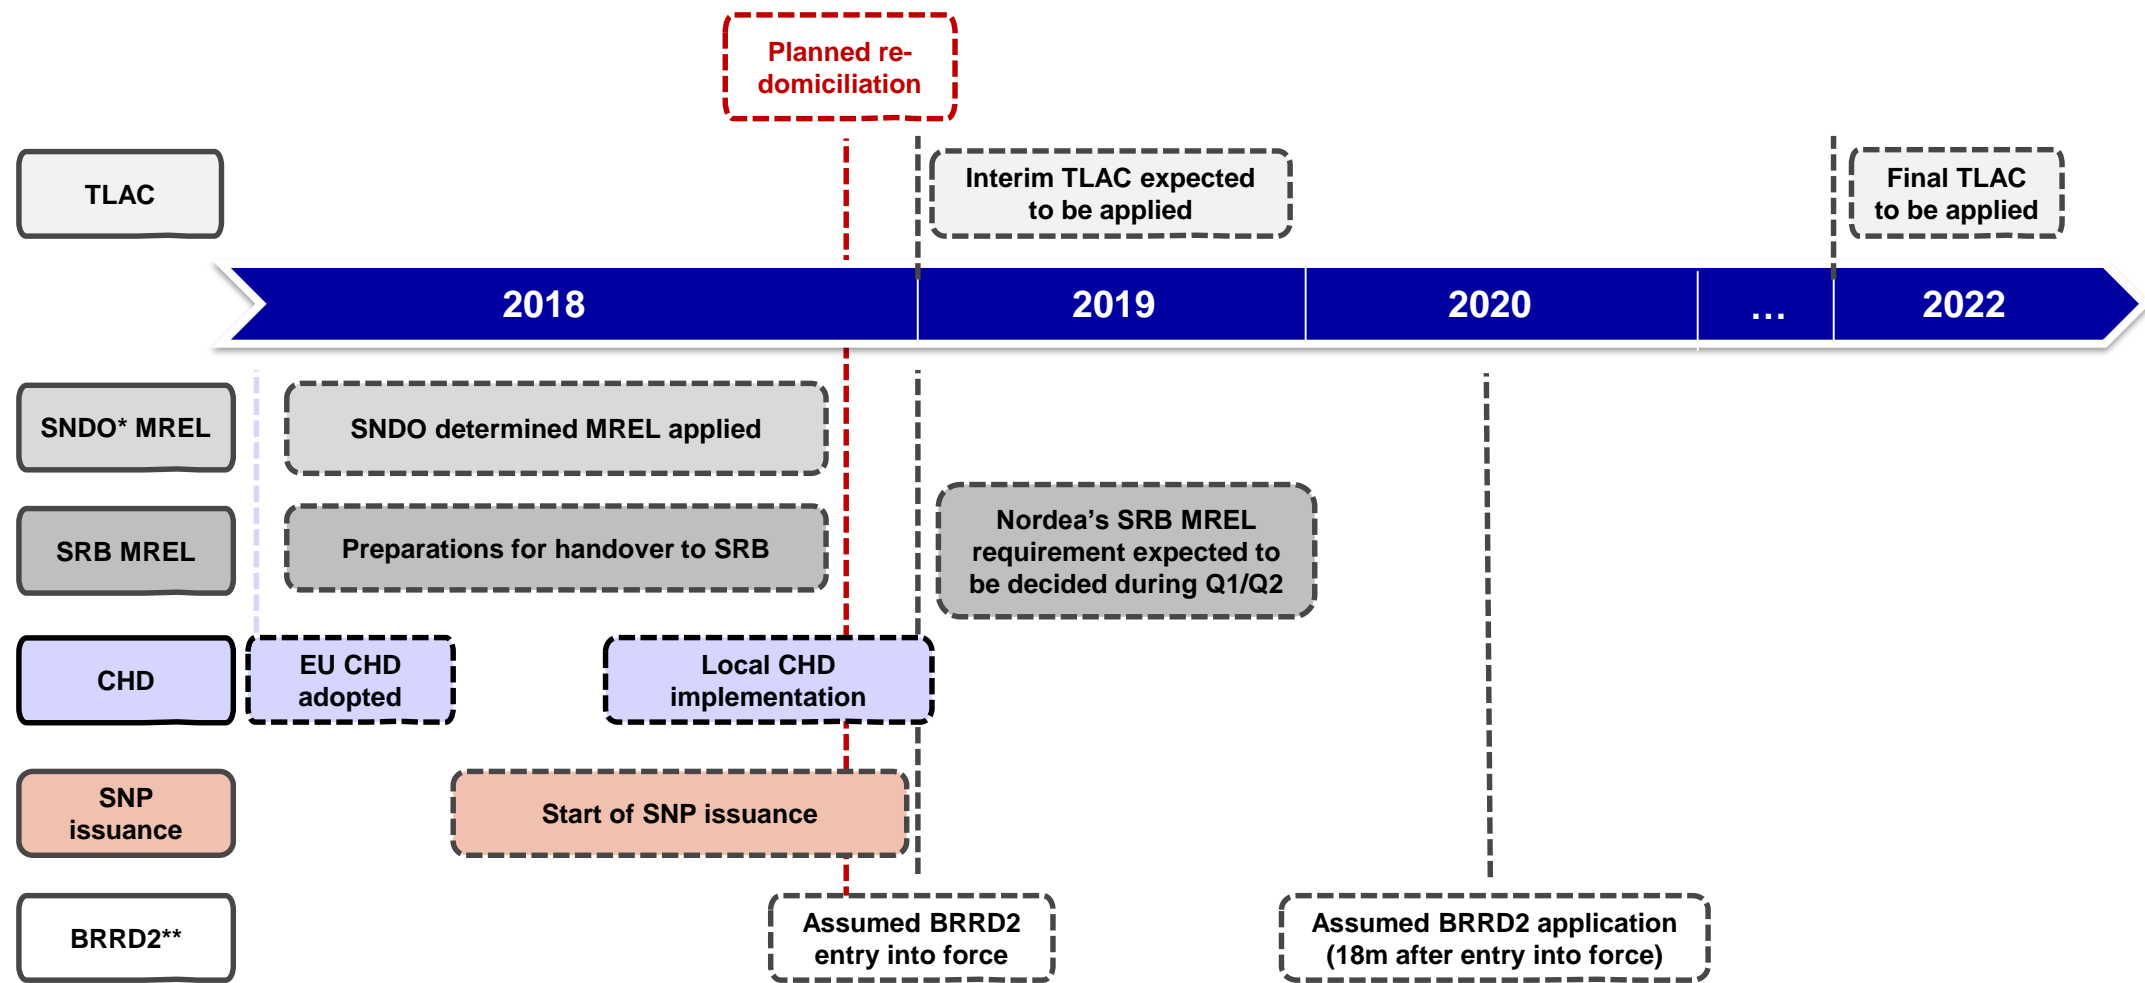 Planned re-
domiciliation
TLAC
Interim TLAC expected
to be applied
Final TLAC
to be applied
2018
2019
2020
...
2022
SNDO* MREL
SNDO determined MREL applied
SRB MREL
Preparations for handover to SRB
Nordea’s SRB MREL
requirement expected to
be decided during Q1/Q2
CHD
EU CHD
adopted
Local CHD
implementation
SNP
issuance
Start of SNP issuance
BRRD2**
Assumed BRRD2
entry into force
Assumed BRRD2 application
(18m after entry into force)